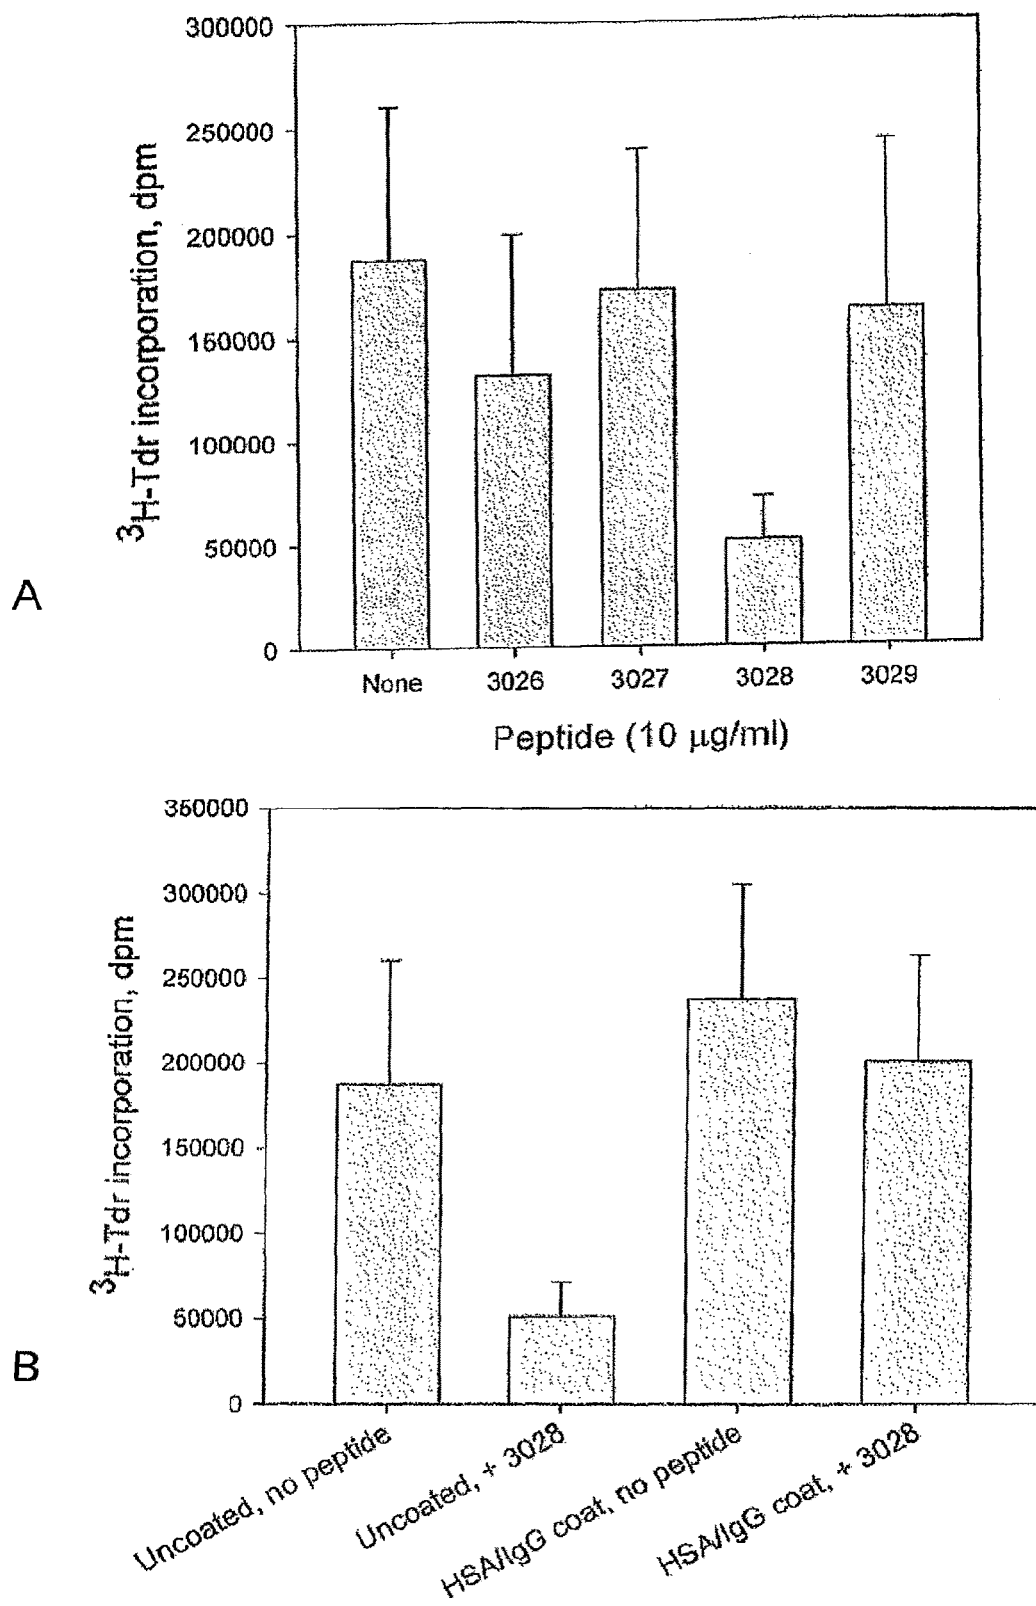 300000
250000
200000
150000
100000
50000
0
³H-Tdr incorporation, dpm
A
None 3026 3027 3028 3029
Peptide (10 µg/ml)
350000
300000
250000
200000
150000
100000
50000
0
³H-Tdr incorporation, dpm
B
Uncoated, no peptide
Uncoated, + 3028
HSA/IgG coat, no peptide
HSA/IgG coat, + 3028